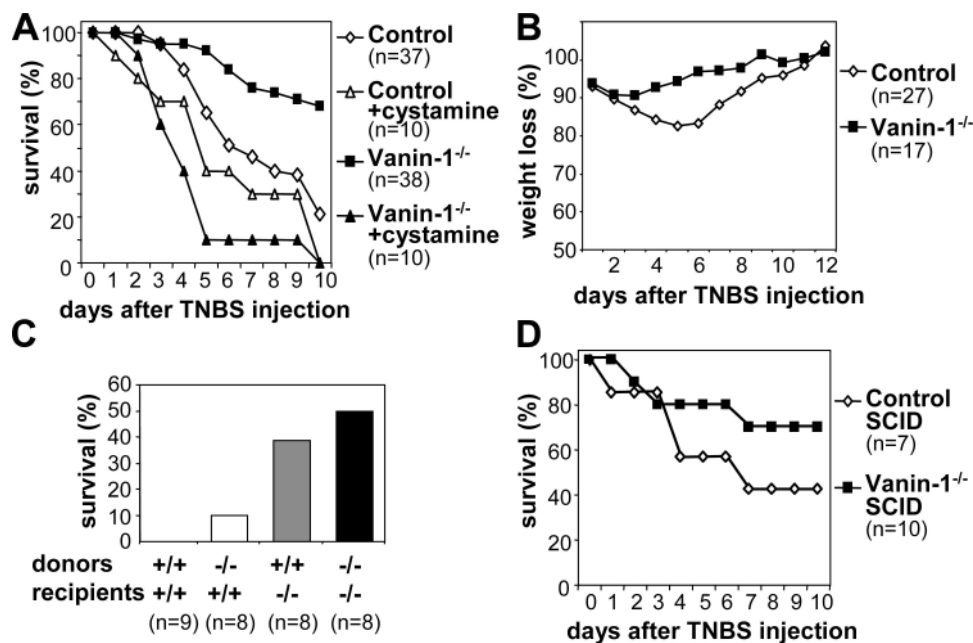 A
survival (%)
100
80
60
40
20
0
0 1 2 3 4 5 6 7 8 9 10
days after TNBS injection
Control
(n=37)
Control
+cystamine
(n=10)
Vanin-1-/-
(n=38)
Vanin-1-/-
+cystamine
(n=10)
B
weight loss (%)
100
90
80
70
60
50
2 4 6 8 10 12
days after TNBS injection
Control
(n=27)
Vanin-1-/-
(n=17)
C
survival (%)
60
50
40
30
20
10
0
donors +/+ -/- +/+ -/-
recipients +/+ +/+ -/- -/-
(n=9) (n=8) (n=8) (n=8)
D
survival (%)
100
80
60
40
20
0
0 1 2 3 4 5 6 7 8 9 10
days after TNBS injection
Control
SCID
(n=7)
Vanin-1-/-
SCID
(n=10)